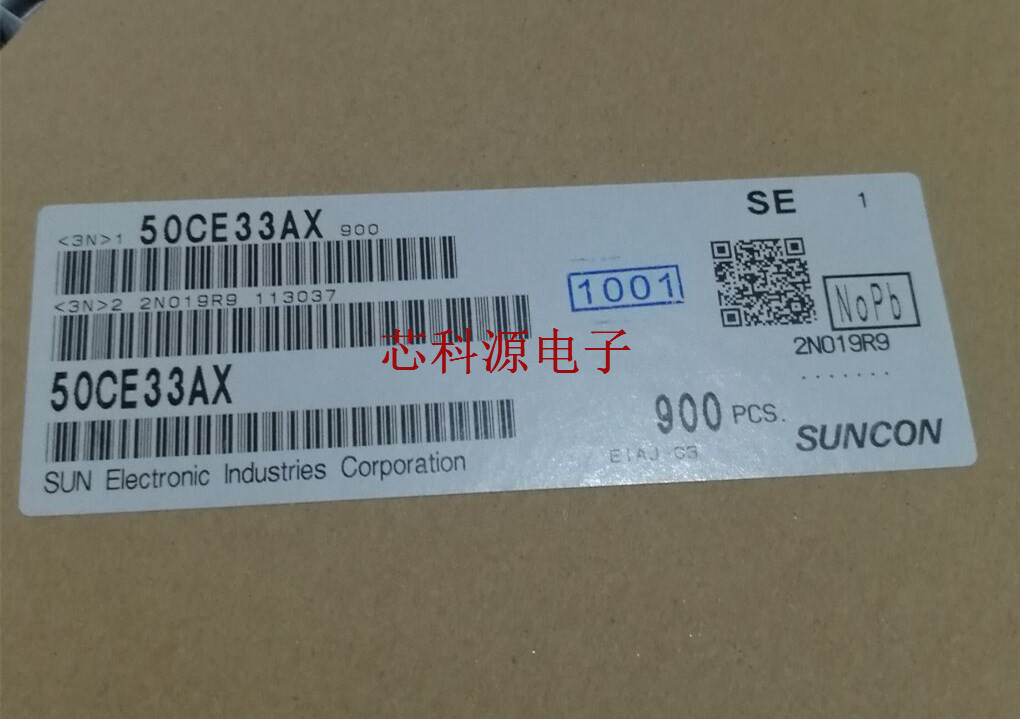 SE 1
<3N>1 50CE33AX 900
<3N>2 2N019R9 113037
1001
NoPb
2N019R9
芯科源电子
50CE33AX
900 PCS.
EIAJ C3
SUNCON
SUN Electronic Industries Corporation